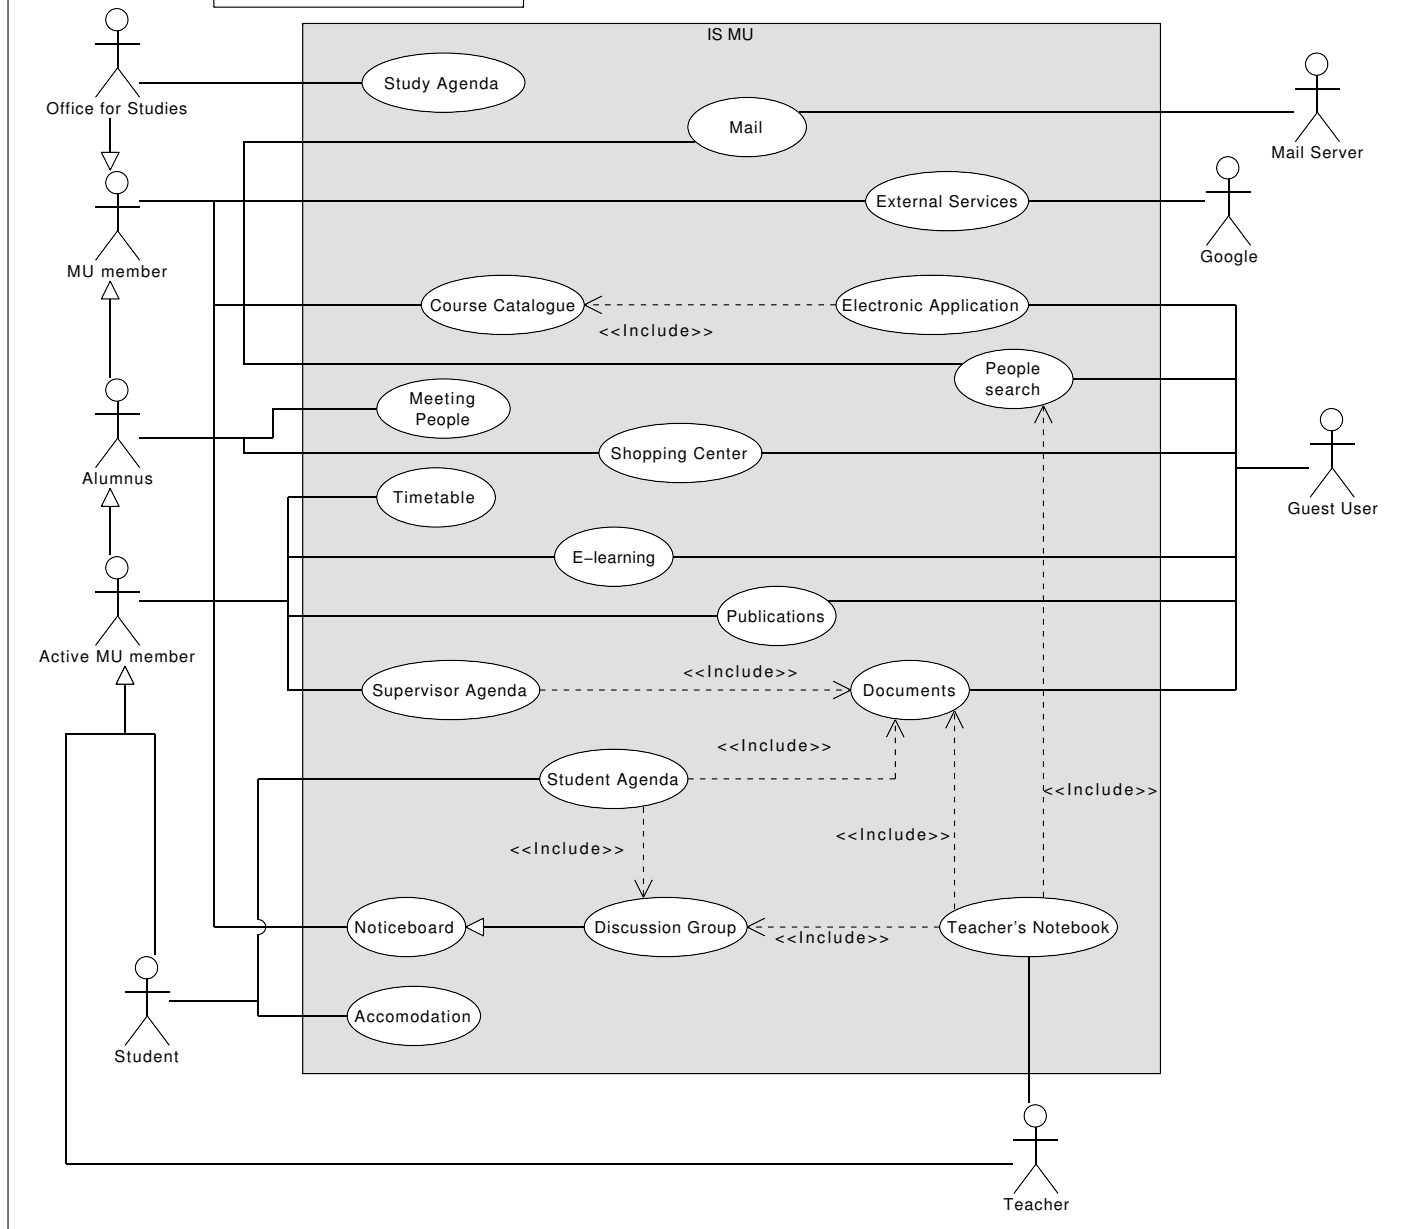 IS MU
Study Agenda
Office for Studies
Mail
Mail Server
External Services
Google
MU member
Course Catalogue
Electronic Application
<<Include>>
People
search
Meeting
People
Shopping Center
Alumnus
Timetable
Guest User
E–learning
Publications
Active MU member
<<Include>>
Supervisor Agenda
Documents
<<Include>>
Student Agenda
<<Include>>
<<Include>>
<<Include>>
Noticeboard
Discussion Group
<<Include>>
Teacher's Notebook
Accomodation
Student
Teacher